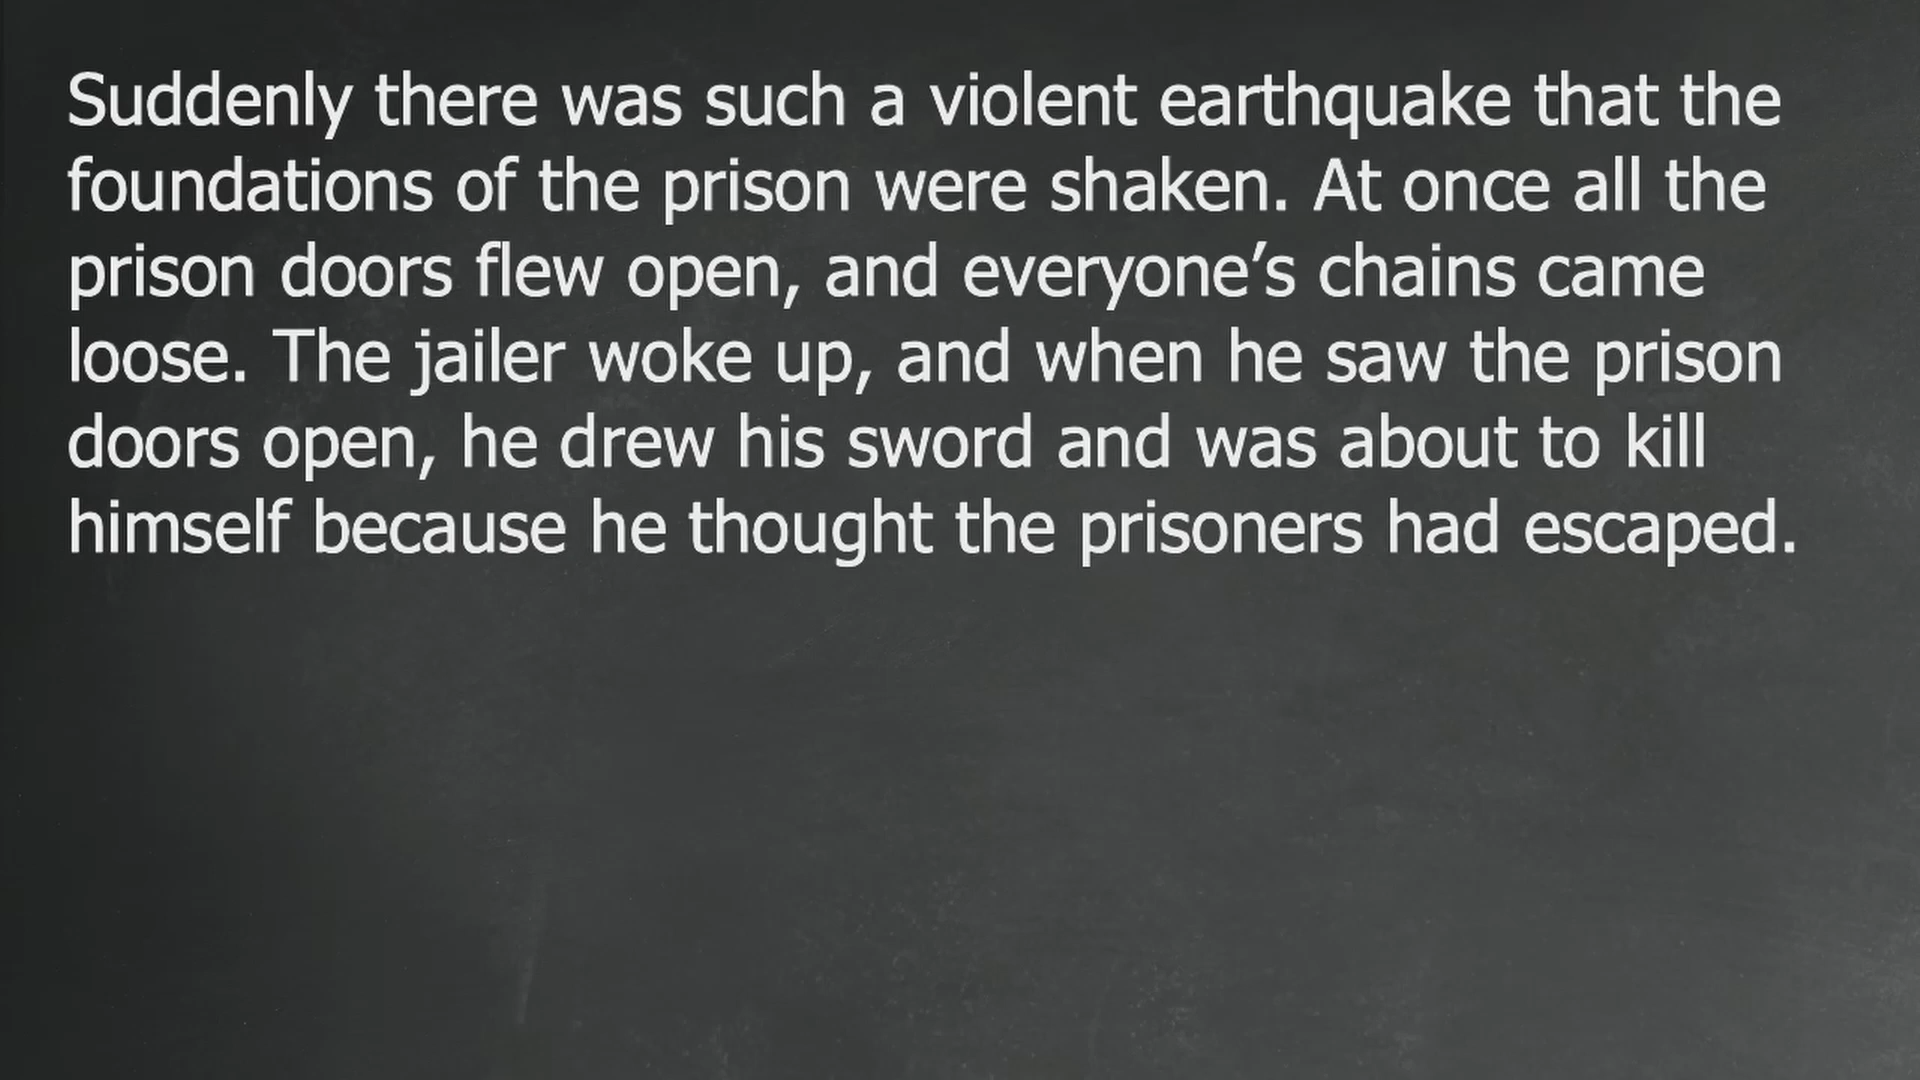 Suddenly there was such a violent earthquake that the
foundations of the prison were shaken. At once all the
prison doors flew open, and everyone’s chains came
loose. The jailer woke up, and when he saw the prison
doors open, he drew his sword and was about to kill
himself because he thought the prisoners had escaped.